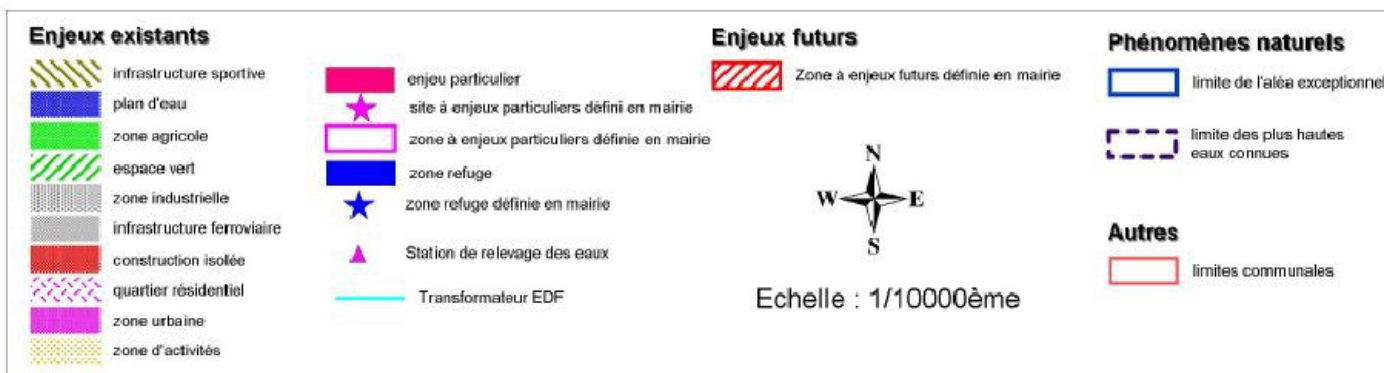 Enjeux existants
infrastructure sportive
plan d'eau
zone agricole
espace vert
zone industrielle
infrastructure ferroviaire
construction isolée
quartier résidentiel
zone urbaine
zone d'activités
enjeu particulier
site à enjeux particuliers défini en mairie
zone à enjeux particuliers définie en mairie
zone refuge
zone refuge définie en mairie
Station de relevage des eaux
Transformateur EDF
Enjeux futurs
Zone à enjeux futurs définie en mairie
N
W E
S
Echelle : 1/10000ème
Phénomènes naturels
limite de l'aléa exceptionnel
limite des plus hautes
eaux connues
Autres
limites communales